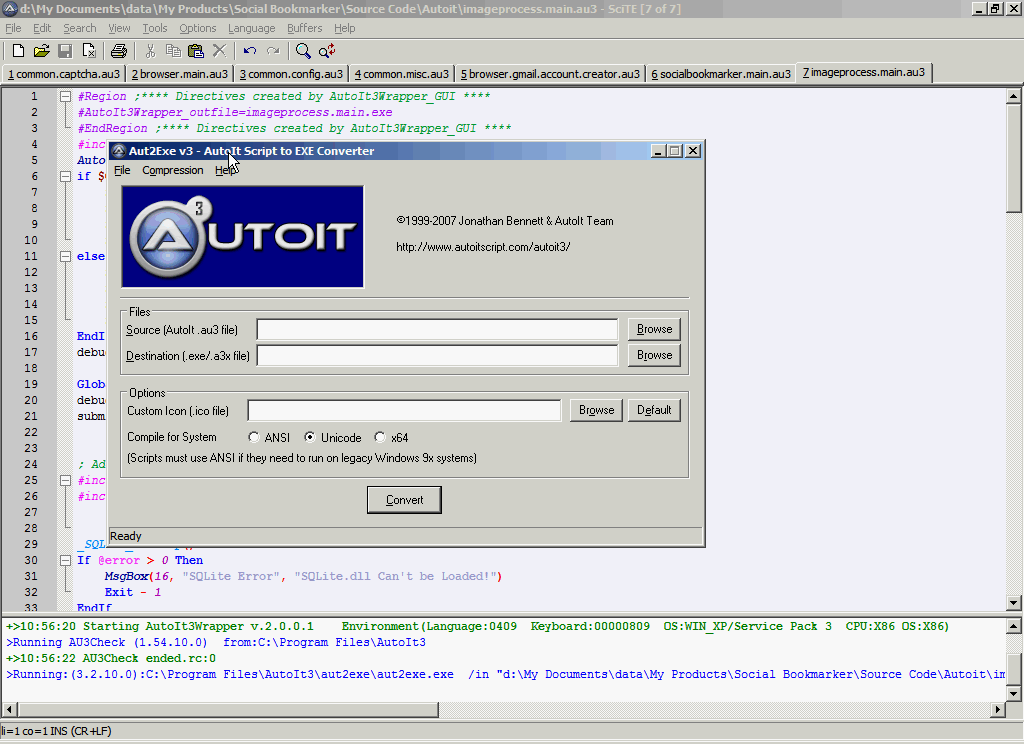 d:\My Documents\data\My Products\Social Bookmarker\Source Code\Autoit\imageprocess.main.au3 - SciTE [7 of 7]
File Edit Search View Tools Options Language Buffers Help
1 common.captcha.au3 2 browser.main.au3 3 common.config.au3 4 common.misc.au3 5 browser.gmail.account.creator.au3 6 socialbookmarker.main.au3 7 imageprocess.main.au3
1 #Region ;**** Directives created by AutoIt3Wrapper_GUI ****
2 #AutoIt3Wrapper_outfile=imageprocess.main.exe
3 #EndRegion ;**** Directives created by AutoIt3Wrapper_GUI ****
4 #inc
5 Auto
6 if $
7
8
9
10
11 else
12
13
14
15
16 EndI
17 debu
18
19 Glob
20 debu
21 subm
22
23
24 ; Ad
25 #inc
26 #inc
27
28
29 _SQL
30 If @error > 0 Then
31 MsgBox(16, "SQLite Error", "SQLite.dll Can't be Loaded!")
32 Exit - 1
33 EndIf
Aut2Exe v3 - AutoIt Script to EXE Converter
File Compression Help
AUTOIT 3
©1999-2007 Jonathan Bennett & AutoIt Team
http://www.autoitscript.com/autoit3/
Files
Source (AutoIt .au3 file) Browse
Destination (.exe/.a3x file) Browse
Options
Custom Icon (.ico file) Browse Default
Compile for System ANSI Unicode x64
(Scripts must use ANSI if they need to run on legacy Windows 9x systems)
Convert
Ready
+>10:56:20 Starting AutoIt3Wrapper v.2.0.0.1 Environment(Language:0409 Keyboard:00000809 OS:WIN_XP/Service Pack 3 CPU:X86 OS:X86)
>Running AU3Check (1.54.10.0) from:C:\Program Files\AutoIt3
+>10:56:22 AU3Check ended.rc:0
>Running:(3.2.10.0):C:\Program Files\AutoIt3\aut2exe\aut2exe.exe /in "d:\My Documents\data\My Products\Social Bookmarker\Source Code\Autoit\im
li=1 co=1 INS (CR+LF)